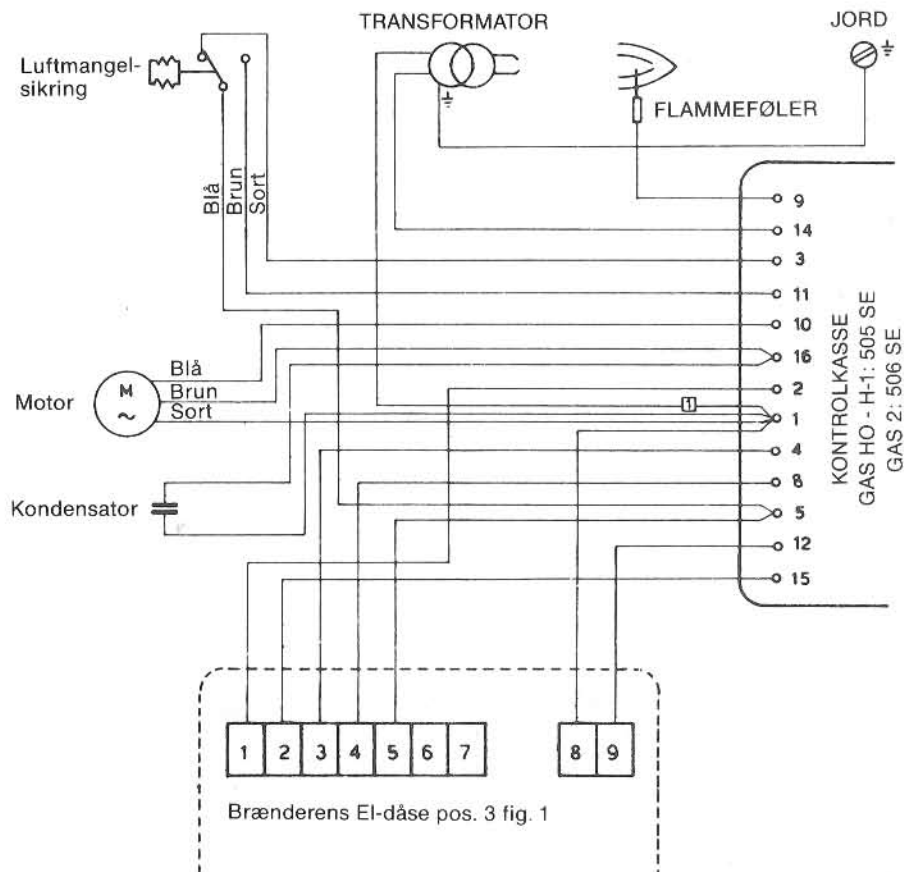 TRANSFORMATOR
JORD
Luftmangel-
sikring
FLAMMEFØLER
Blå
Brun
Sort
9
14
3
11
10
16
2
1
1
4
8
5
12
15
KONTROLKASSE
GAS HO - H-1: 505 SE
GAS 2: 506 SE
Motor
M
~
Blå
Brun
Sort
Kondensator
1 2 3 4 5 6 7 8 9
Brænderens El-dåse pos. 3 fig. 1